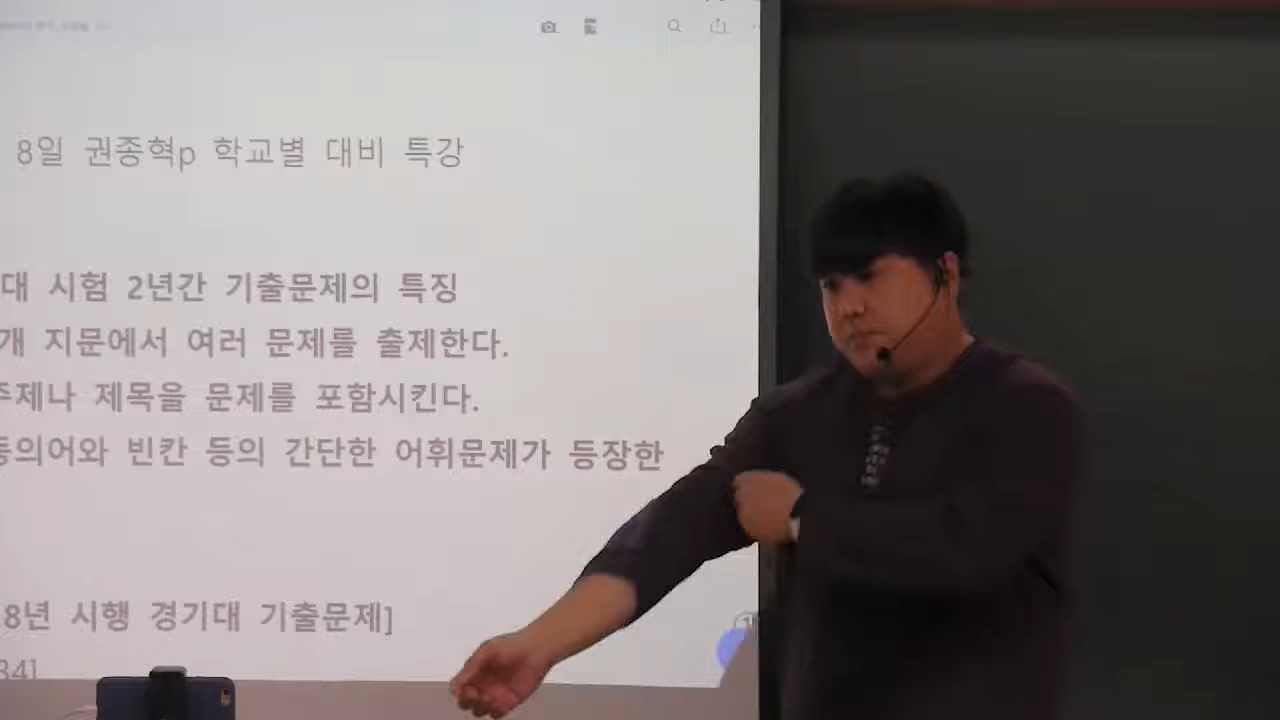 8일 권종혁p 학교별 대비 특강
대 시험 2년간 기출문제의 특징
개 지문에서 여러 문제를 출제한다.
주제나 제목을 문제를 포함시킨다.
동의어와 빈칸 등의 간단한 어휘문제가 등장한
8년 시행 경기대 기출문제]
34]